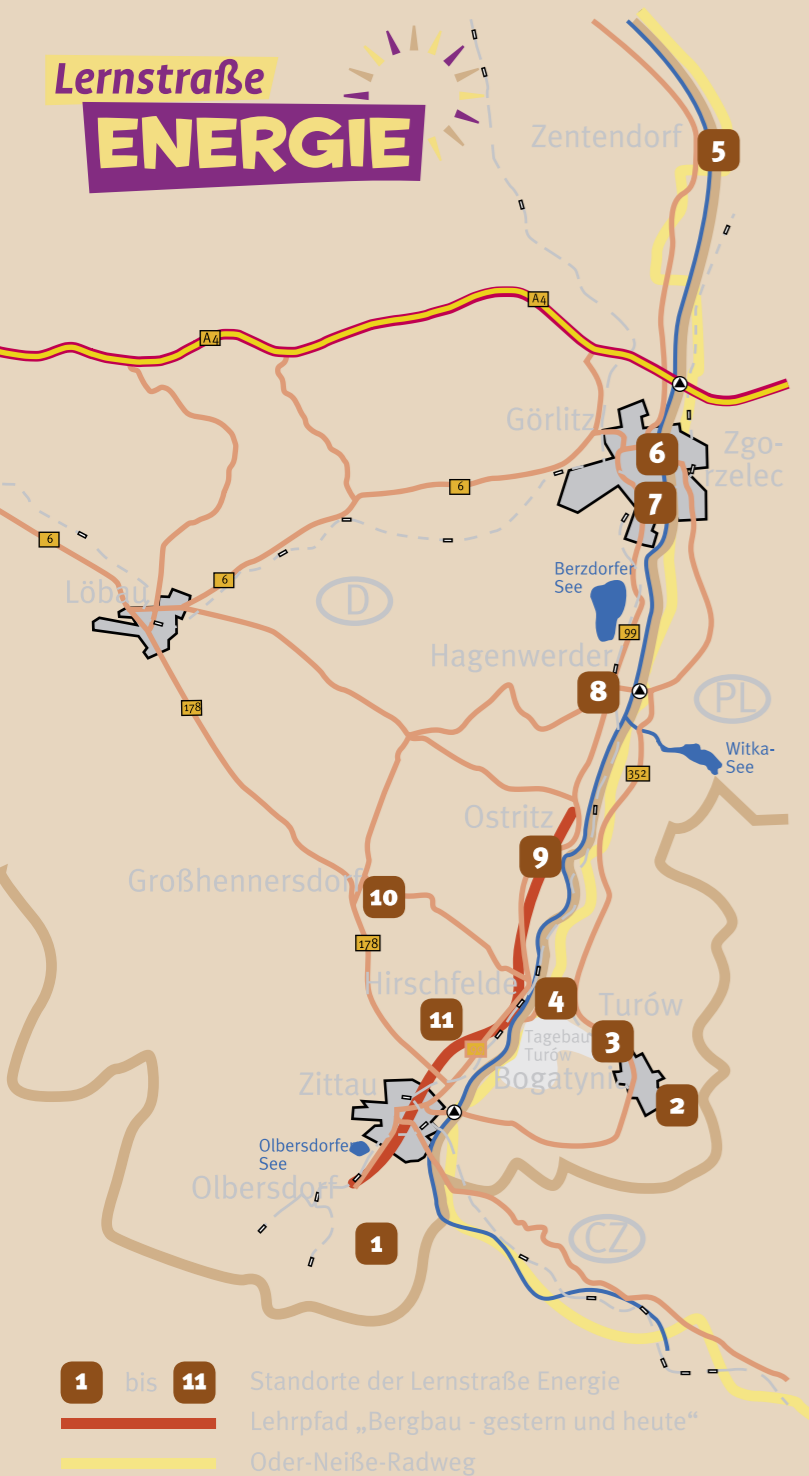 Lernstraße
ENERGIE
Zentendorf
5
A4
A4
Görlitz
6
Zgo-
rzelec
6
7
6
6
Berzdorfer
See
Löbau
D
99
Hagenwerder
8
PL
178
Witka-
See
352
Ostritz
9
Großhennersdorf
10
178
Hirschfelde
4
Turów
11
3
Tagebau
Turów
Zittau
Bogatyni
2
Olbersdorfer
See
Olbersdorf
1
CZ
1 bis 11 Standorte der Lernstraße Energie
Lehrpfad „Bergbau - gestern und heute“
Oder-Neiße-Radweg